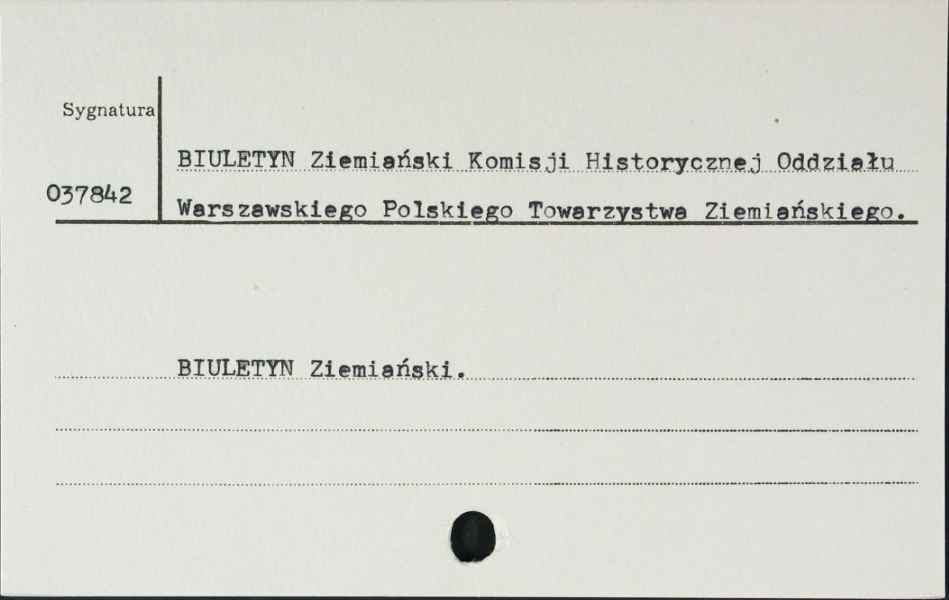 Sygnatura
BIULETYN Ziemiański Komisji Historycznej Oddziału
037842
Warszawskiego Polskiego Towarzystwa Ziemiańskiego.
BIULETYN Ziemiański.